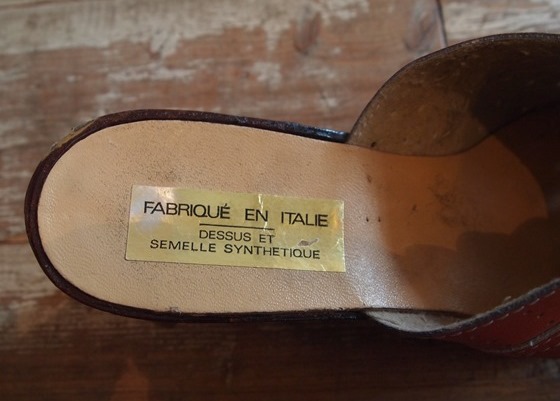 FABRIQUÉ EN ITALIE
DESSUS ET
SEMELLE SYNTHETIQUE